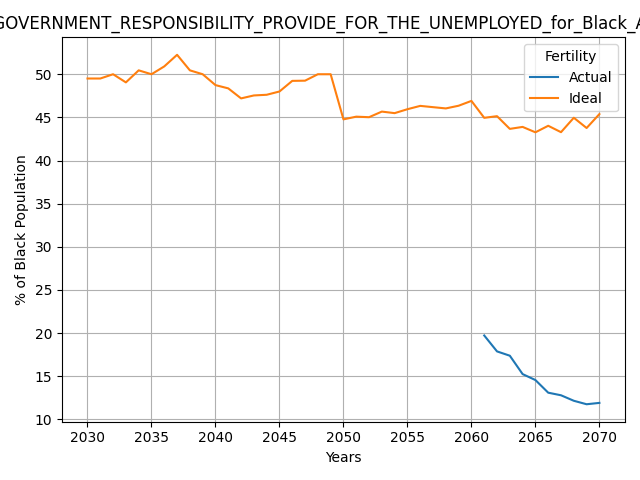 GOVERNMENT_RESPONSIBILITY_PROVIDE_FOR_THE_UNEMPLOYED_for_Black_A
Fertility
Actual
Ideal
% of Black Population
50
45
40
35
30
25
20
15
10
2030 2035 2040 2045 2050 2055 2060 2065 2070
Years